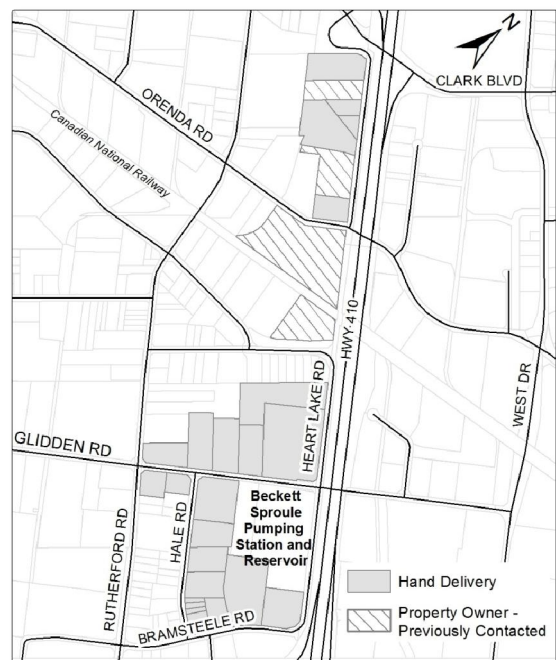 N
CLARK BLVD
ORENDA RD
Canadian National Railway
HWY 410
WEST DR
HEART LAKE RD
GLIDDEN RD
RUTHERFORD RD
HALE RD
Beckett
Sproule
Pumping
Station and
Reservoir
BRAMSTEELE RD
Hand Delivery
Property Owner -
Previously Contacted